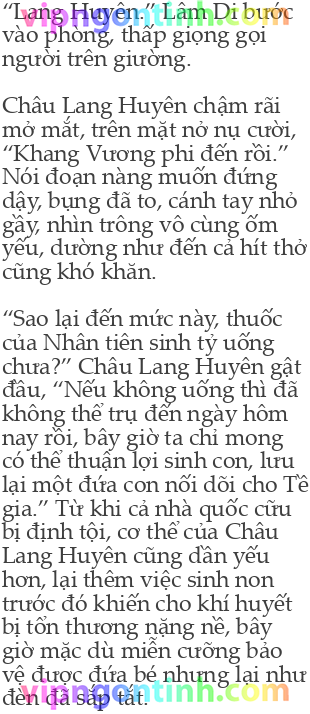 “Lang Huyên.” Lâm Di bước
vào phòng, thấp giọng gọi
người trên giường.
Châu Lang Huyên chậm rãi
mở mắt, trên mặt nở nụ cười,
“Khang Vương phi đến rồi.”
Nói đoạn nàng muốn đứng
dậy, bụng đã to, cánh tay nhỏ
gầy, nhìn trông vô cùng ốm
yếu, dường như đến cả hít thở
cũng khó khăn.
“Sao lại đến mức này, thuốc
của Nhân tiên sinh tỷ uống
chưa?” Châu Lang Huyên gật
đầu, “Nếu không uống thì đã
không thể trụ đến ngày hôm
nay rồi, bây giờ ta chỉ mong
có thể thuận lợi sinh con, lưu
lại một đứa con nối dõi cho Tề
gia.” Từ khi cả nhà quốc cữu
bị định tội, cơ thể của Châu
Lang Huyên cũng dần yếu
hơn, lại thêm việc sinh non
trước đó khiến cho khí huyết
bị tổn thương nặng nề, bây
giờ mặc dù miễn cưỡng bảo
vệ được đứa bé nhưng lại như
đèn đã sắp tắt.
vipngontinh.com
vipngontinh.com